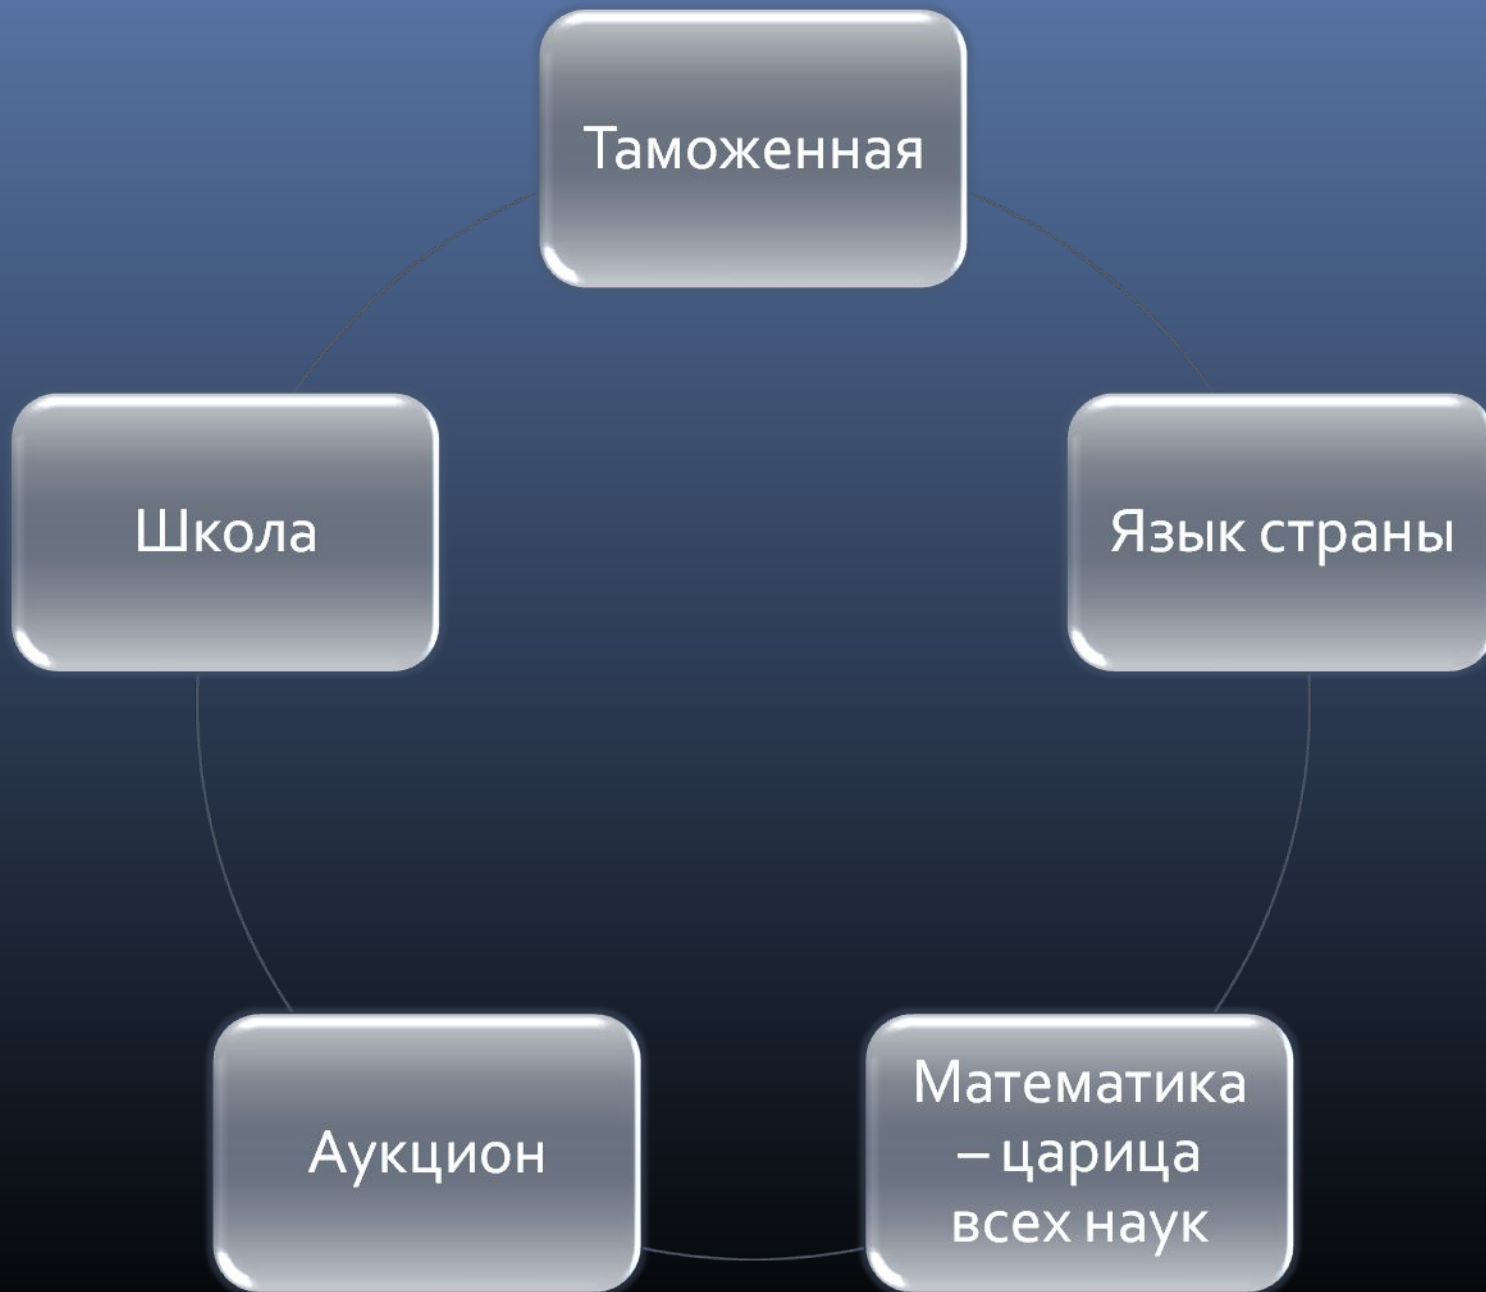 Таможенная
Школа
Язык страны
Аукцион
Математика
– царица
всех наук